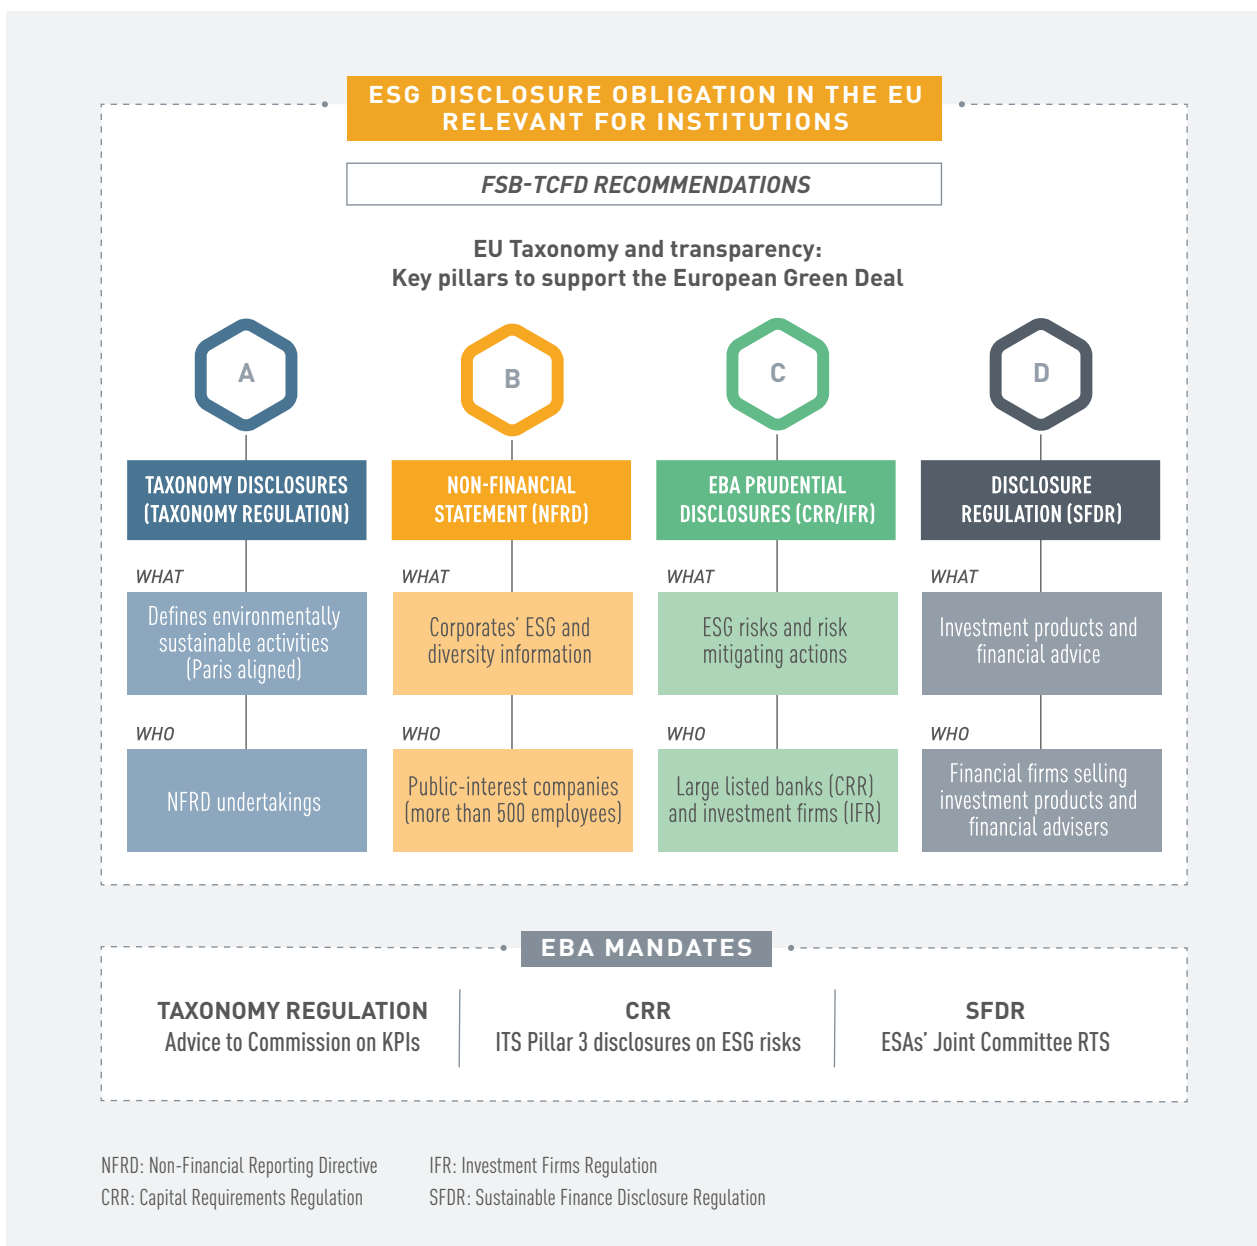 ESG DISCLOSURE OBLIGATION IN THE EU
RELEVANT FOR INSTITUTIONS
FSB-TCFD RECOMMENDATIONS
EU Taxonomy and transparency:
Key pillars to support the European Green Deal
A
TAXONOMY DISCLOSURES
(TAXONOMY REGULATION)
WHAT
Defines environmentally
sustainable activities
(Paris aligned)
WHO
NFRD undertakings
B
NON-FINANCIAL
STATEMENT (NFRD)
WHAT
Corporates’ ESG and
diversity information
WHO
Public-interest companies
(more than 500 employees)
C
EBA PRUDENTIAL
DISCLOSURES (CRR/IFR)
WHAT
ESG risks and risk
mitigating actions
WHO
Large listed banks (CRR)
and investment firms (IFR)
D
DISCLOSURE
REGULATION (SFDR)
WHAT
Investment products and
financial advice
WHO
Financial firms selling
investment products and
financial advisers
EBA MANDATES
TAXONOMY REGULATION
Advice to Commission on KPIs
CRR
ITS Pillar 3 disclosures on ESG risks
SFDR
ESAs’ Joint Committee RTS
NFRD: Non-Financial Reporting Directive
CRR: Capital Requirements Regulation
IFR: Investment Firms Regulation
SFDR: Sustainable Finance Disclosure Regulation